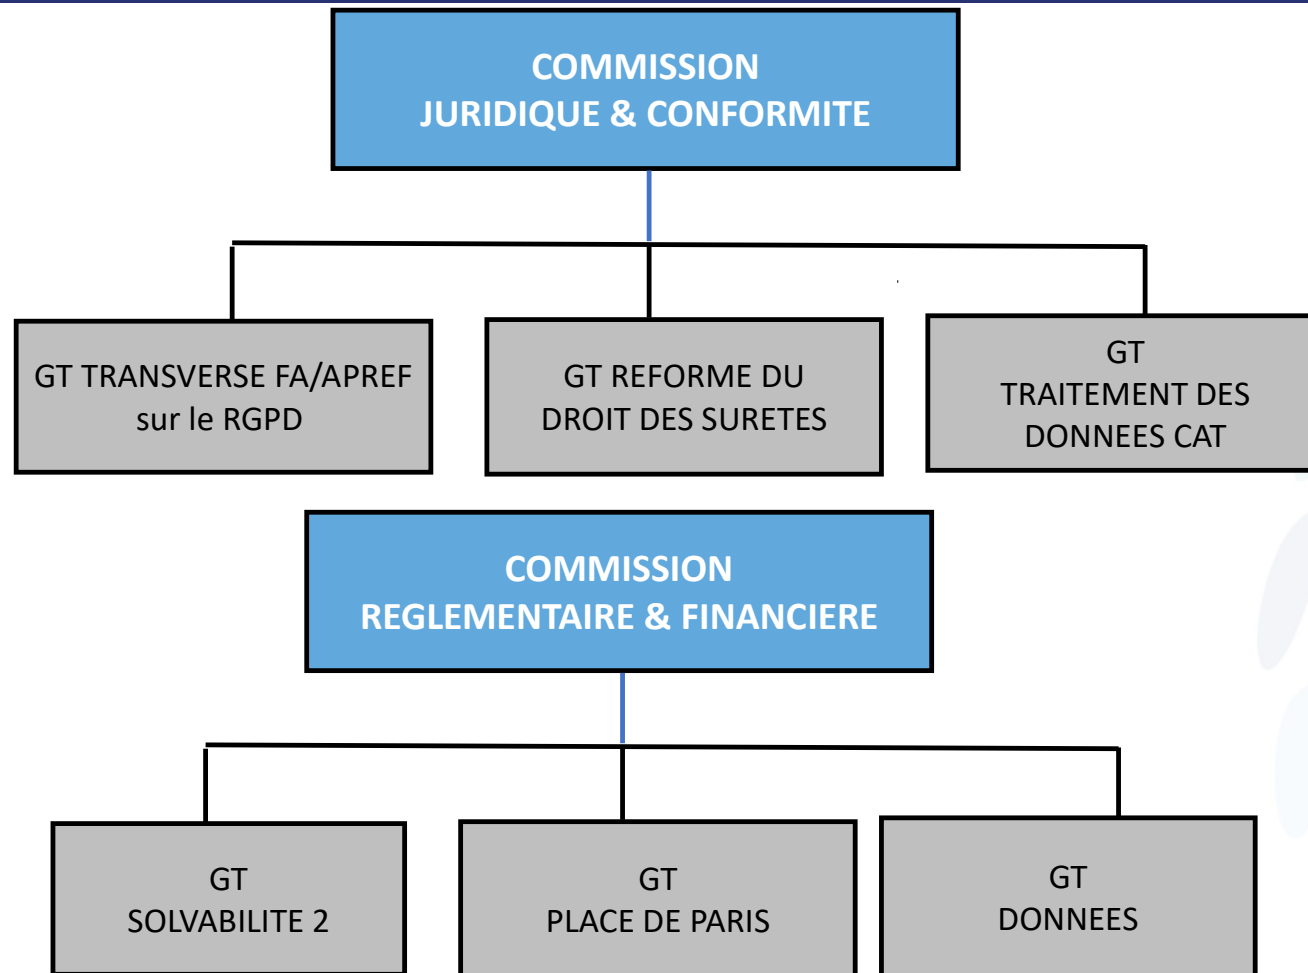 COMMISSION
JURIDIQUE & CONFORMITE
GT TRANSVERSE FA/APREF
sur le RGPD
GT REFORME DU
DROIT DES SURETES
GT
TRAITEMENT DES
DONNEES CAT
COMMISSION
REGLEMENTAIRE & FINANCIERE
GT
SOLVABILITE 2
GT
PLACE DE PARIS
GT
DONNEES